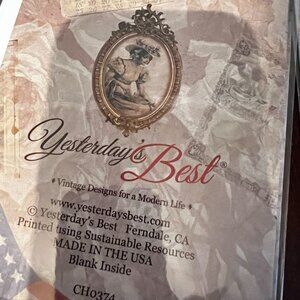 Yesterday's
Best®
* Vintage Designs for a Modern Life *
www.yesterdaysbest.com
© Yesterday's Best Ferndale, CA
Printed using Sustainable Resources
MADE IN THE USA
Blank Inside
CH0374